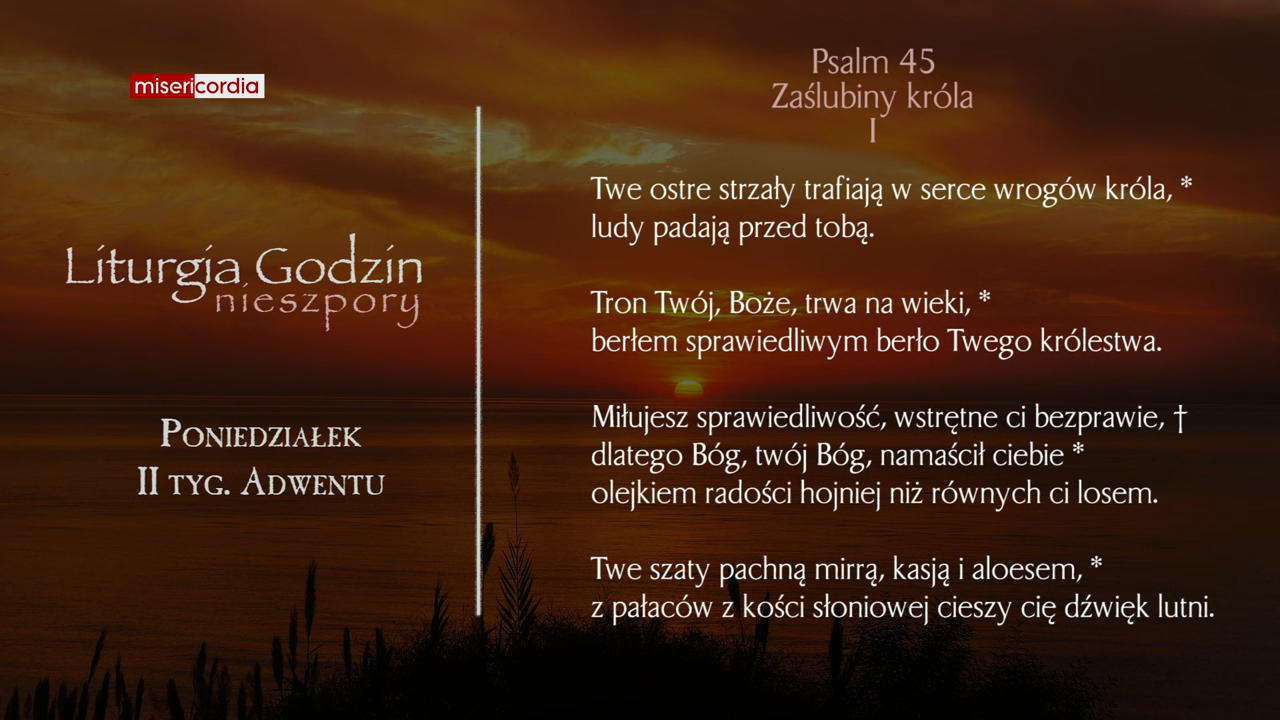 misericordia
Liturgia Godzin
nieszpory
Poniedziałek
II tyg. Adwentu
Psalm 45
Zaślubiny króla
I
Twe ostre strzały trafiają w serce wrogów króla, *
ludy padają przed tobą.
Tron Twój, Boże, trwa na wieki, *
berłem sprawiedliwym berło Twego królestwa.
Miłujesz sprawiedliwość, wstrętne ci bezprawie, †
dlatego Bóg, twój Bóg, namaścił ciebie *
olejkiem radości hojniej niż równych ci losem.
Twe szaty pachną mirrą, kasją i aloesem, *
z pałaców z kości słoniowej cieszy cię dźwięk lutni.